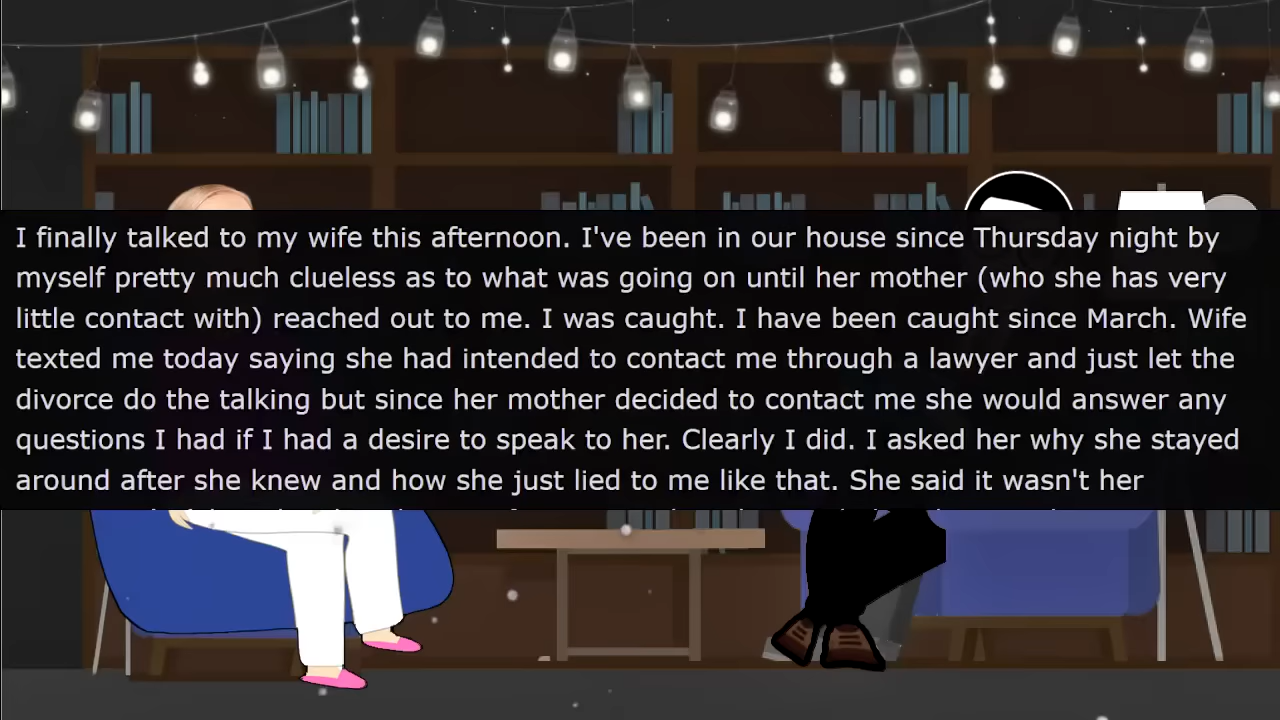 I finally talked to my wife this afternoon. I've been in our house since Thursday night by
myself pretty much clueless as to what was going on until her mother (who she has very
little contact with) reached out to me. I was caught. I have been caught since March. Wife
texted me today saying she had intended to contact me through a lawyer and just let the
divorce do the talking but since her mother decided to contact me she would answer any
questions I had if I had a desire to speak to her. Clearly I did. I asked her why she stayed
around after she knew and how she just lied to me like that. She said it wasn't her